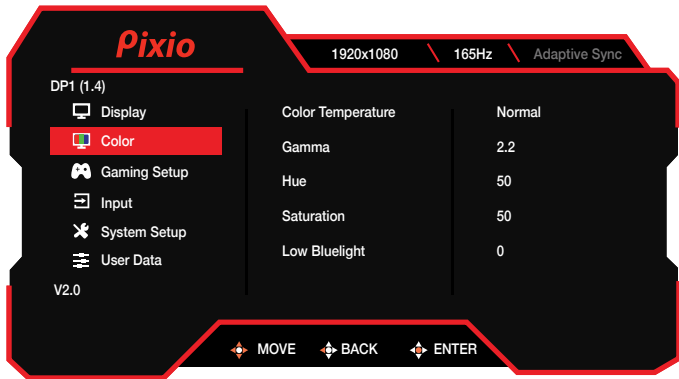 Pixio
1920x1080 165Hz Adaptive Sync
DP1 (1.4)
Display
Color
Gaming Setup
Input
System Setup
User Data
V2.0
Color Temperature Normal
Gamma 2.2
Hue 50
Saturation 50
Low Bluelight 0
MOVE BACK ENTER